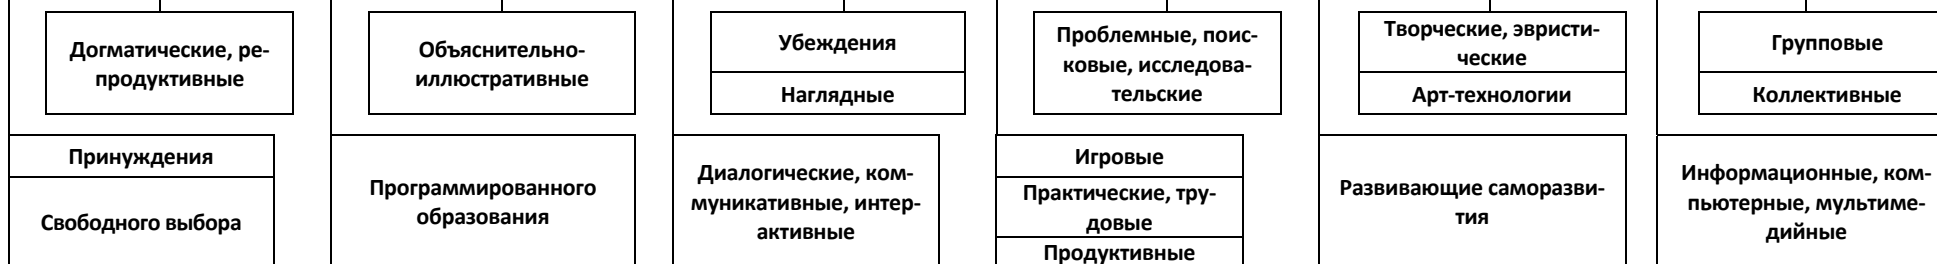 Догматические, ре-
продуктивные
Объяснительно-
иллюстративные
Убеждения
Наглядные
Проблемные, поис-
ковые, исследова-
тельские
Творческие, эвристи-
ческие
Арт-технологии
Групповые
Коллективные
Принуждения
Свободного выбора
Программированного
образования
Диалогические, ком-
муникативные, интер-
активные
Игровые
Практические, тру-
довые
Продуктивные
Развивающие саморазви-
тия
Информационные, ком-
пьютерные, мультиме-
дийные